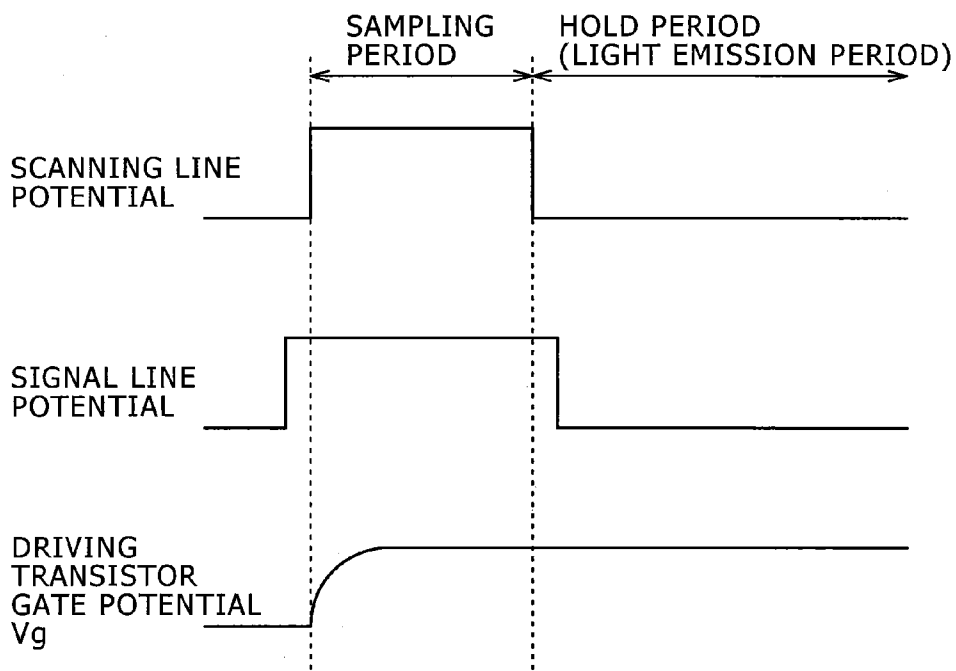 SAMPLING
PERIOD
HOLD PERIOD
(LIGHT EMISSION PERIOD)
SCANNING LINE
POTENTIAL
SIGNAL LINE
POTENTIAL
DRIVING
TRANSISTOR
GATE POTENTIAL
Vg